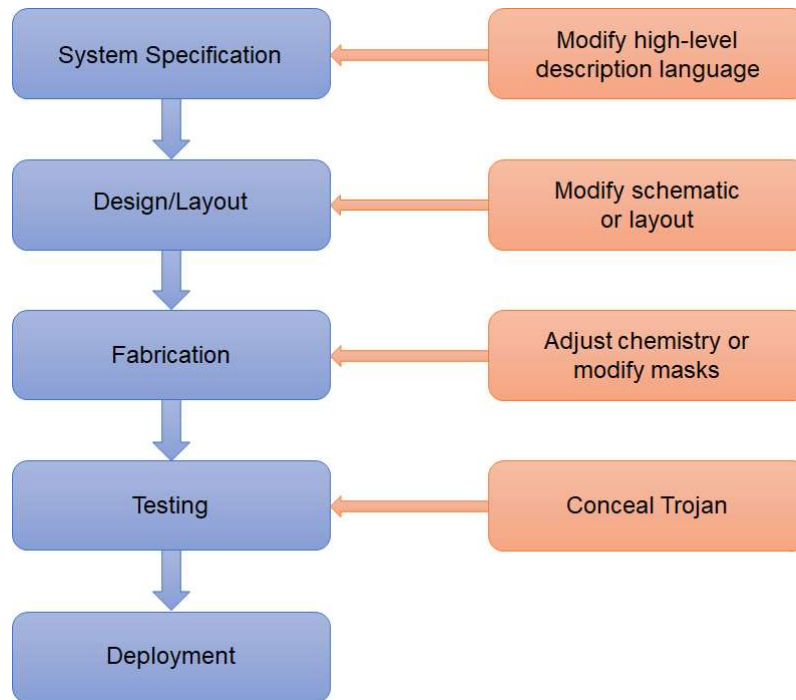 System Specification
Modify high-level
description language
Design/Layout
Modify schematic
or layout
Fabrication
Adjust chemistry or
modify masks
Testing
Conceal Trojan
Deployment